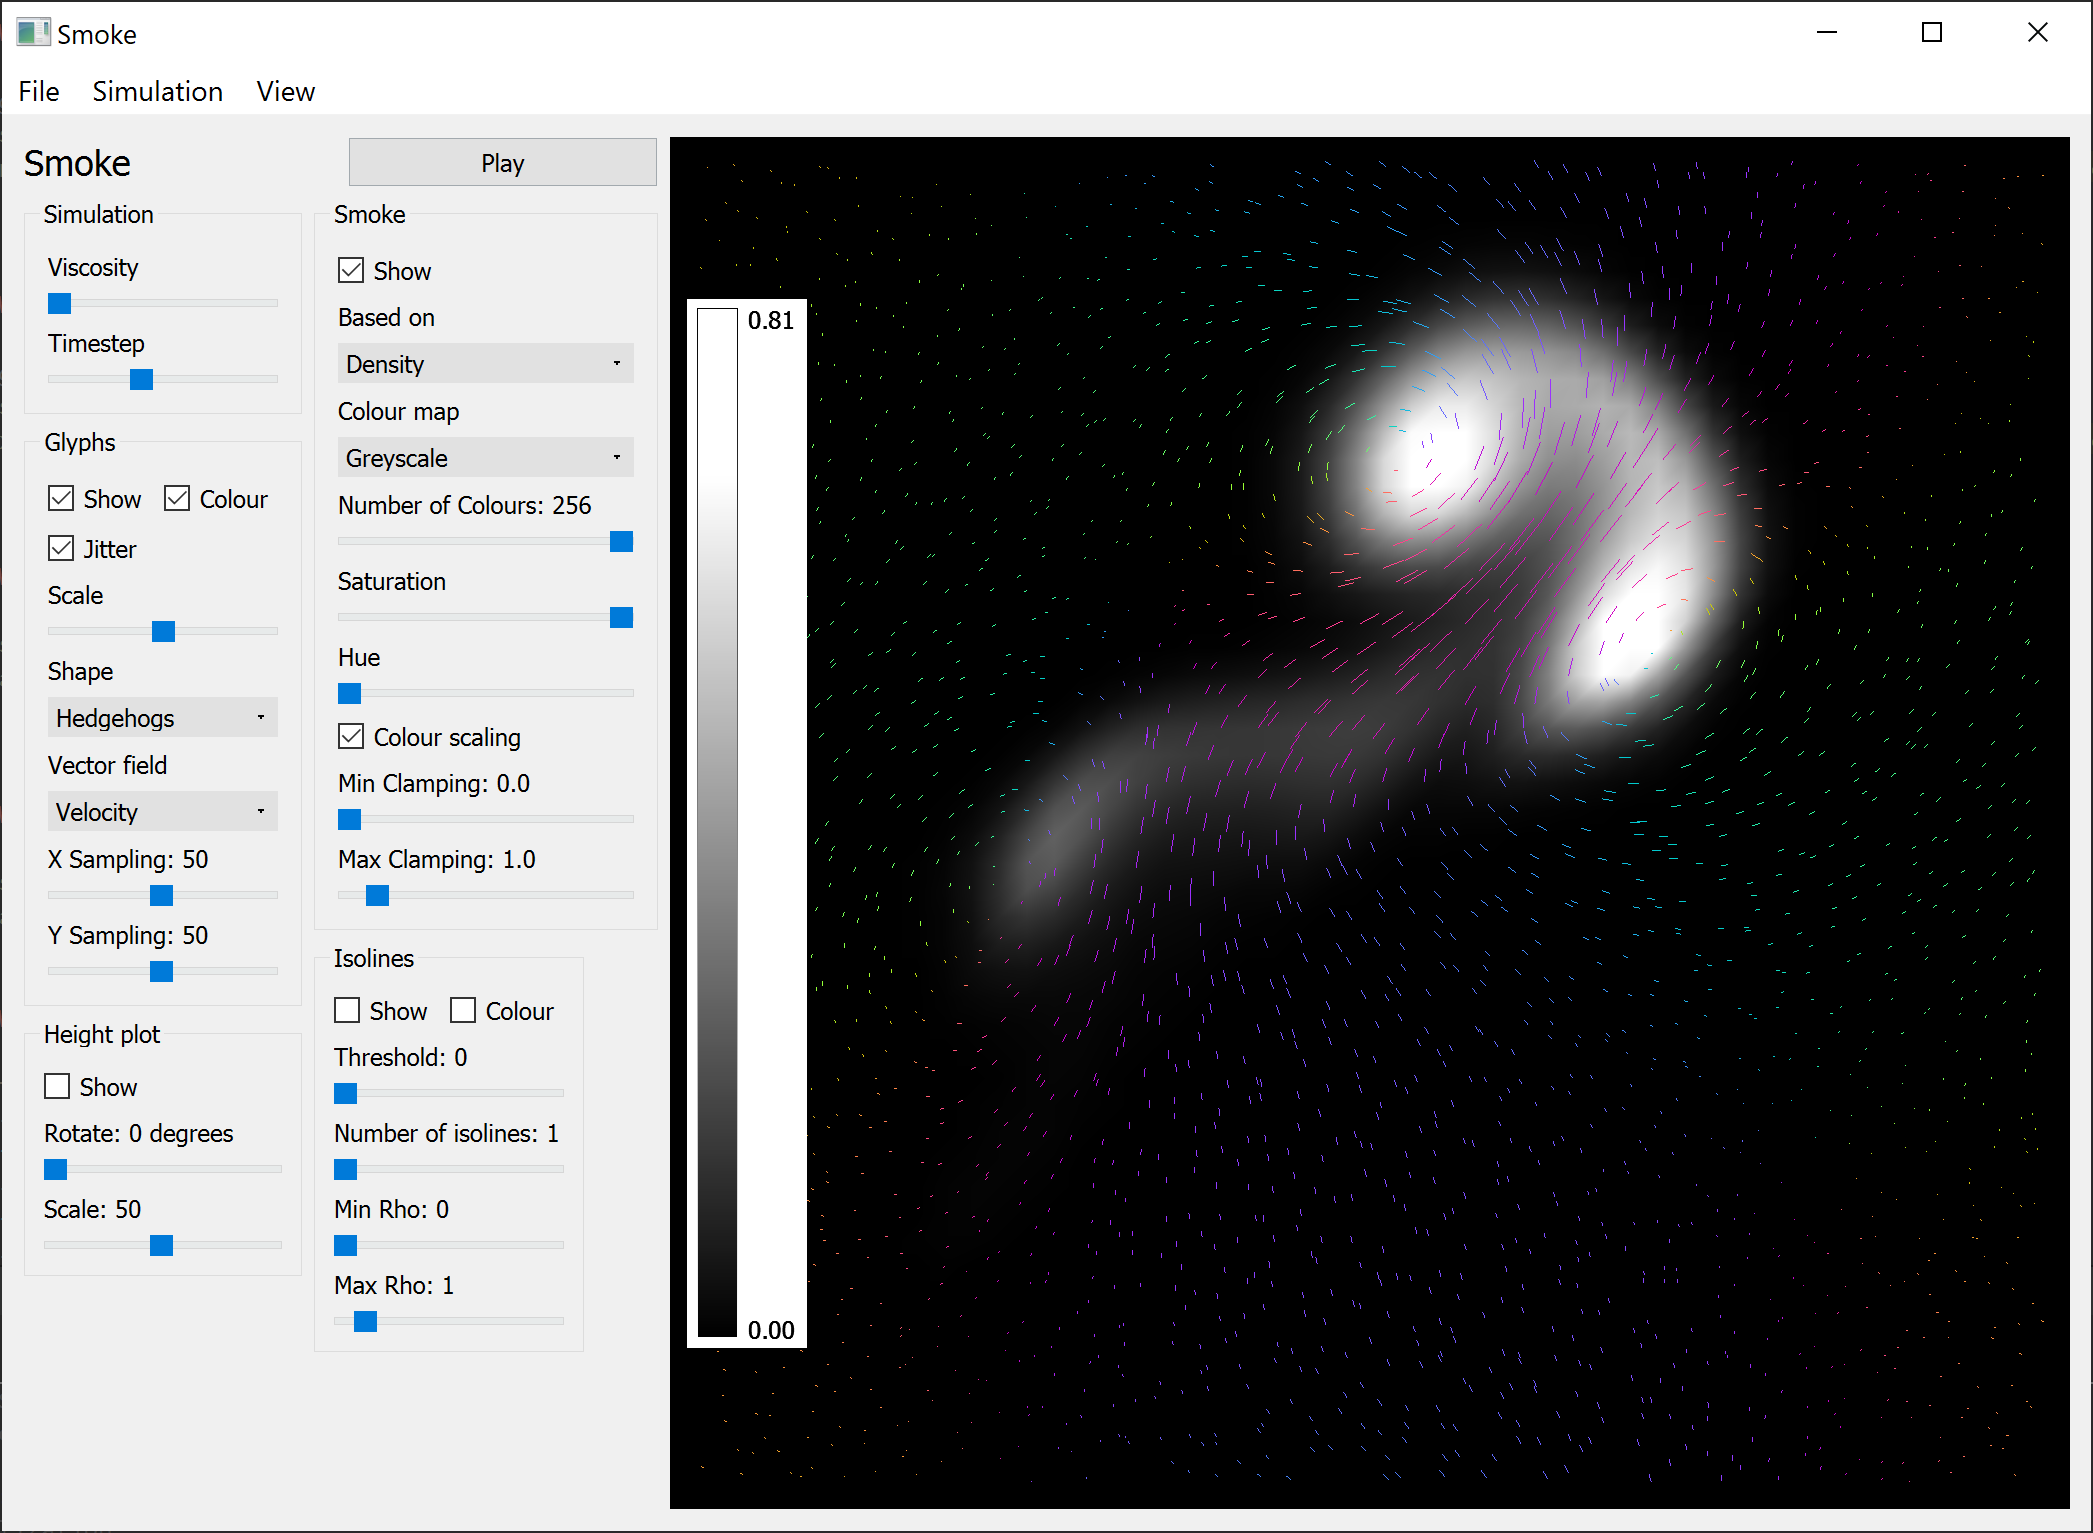 Smoke
File Simulation View
Smoke
Play
Simulation
Viscosity
Timestep
Glyphs
Show Colour
Jitter
Scale
Shape
Hedgehogs
Vector field
Velocity
X Sampling: 50
Y Sampling: 50
Height plot
Show
Rotate: 0 degrees
Scale: 50
Smoke
Show
Based on
Density
Colour map
Greyscale
Number of Colours: 256
Saturation
Hue
Colour scaling
Min Clamping: 0.0
Max Clamping: 1.0
Isolines
Show Colour
Threshold: 0
Number of isolines: 1
Min Rho: 0
Max Rho: 1
0.81
0.00